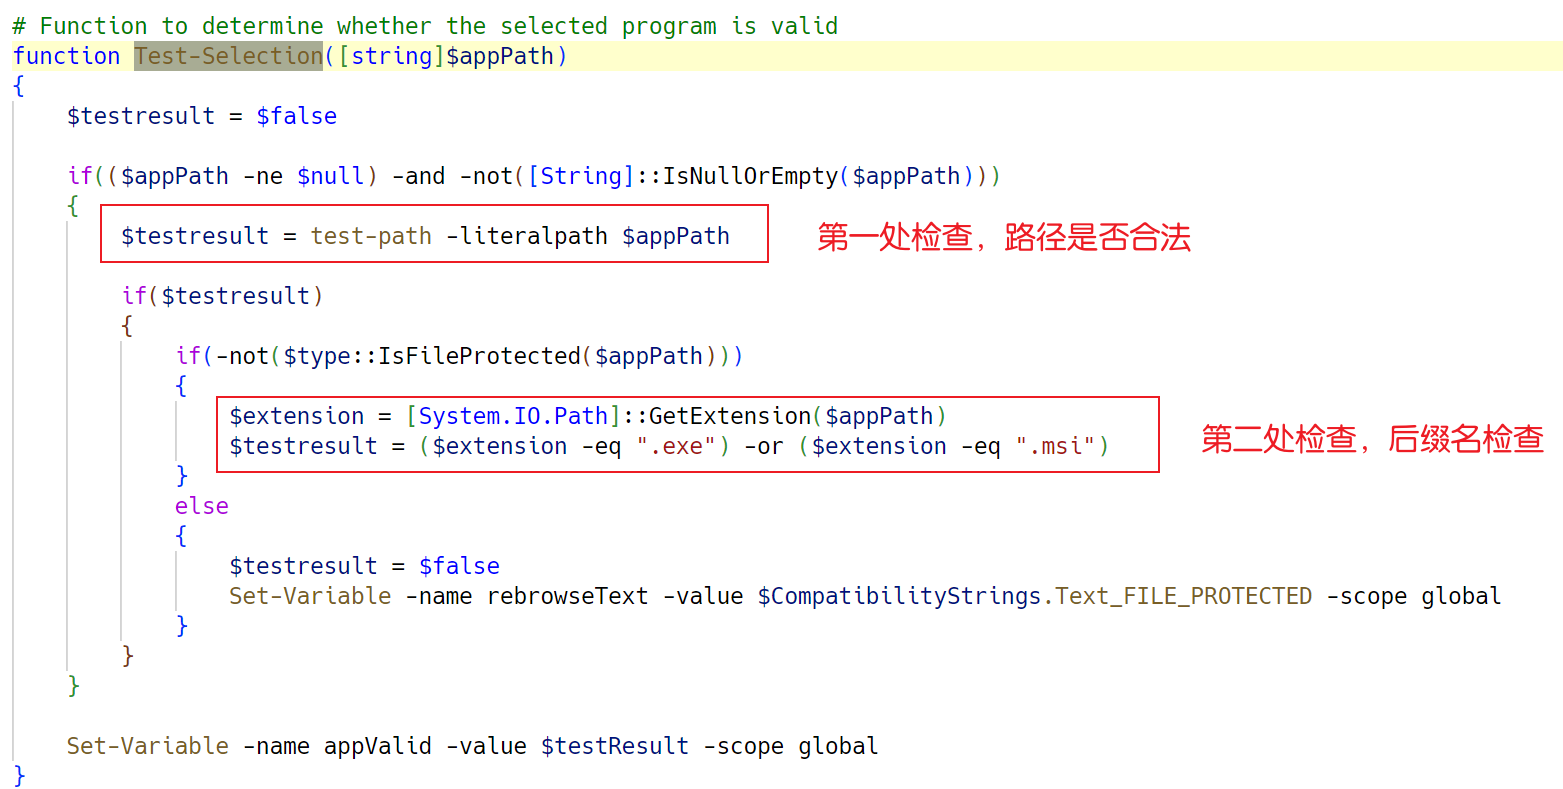 # Function to determine whether the selected program is valid
function Test-Selection([string]$appPath)
{
$testresult = $false
if(($appPath -ne $null) -and -not([String]::IsNullOrEmpty($appPath)))
{
$testresult = test-path -literalpath $appPath 第一处检查，路径是否合法
if($testresult)
{
if(-not($type::IsFileProtected($appPath)))
{
$extension = [System.IO.Path]::GetExtension($appPath)
$testresult = ($extension -eq ".exe") -or ($extension -eq ".msi") 第二处检查，后缀名检查
}
else
{
$testresult = $false
Set-Variable -name rebrowseText -value $CompatibilityStrings.Text_FILE_PROTECTED -scope global
}
}
}
Set-Variable -name appValid -value $testResult -scope global
}